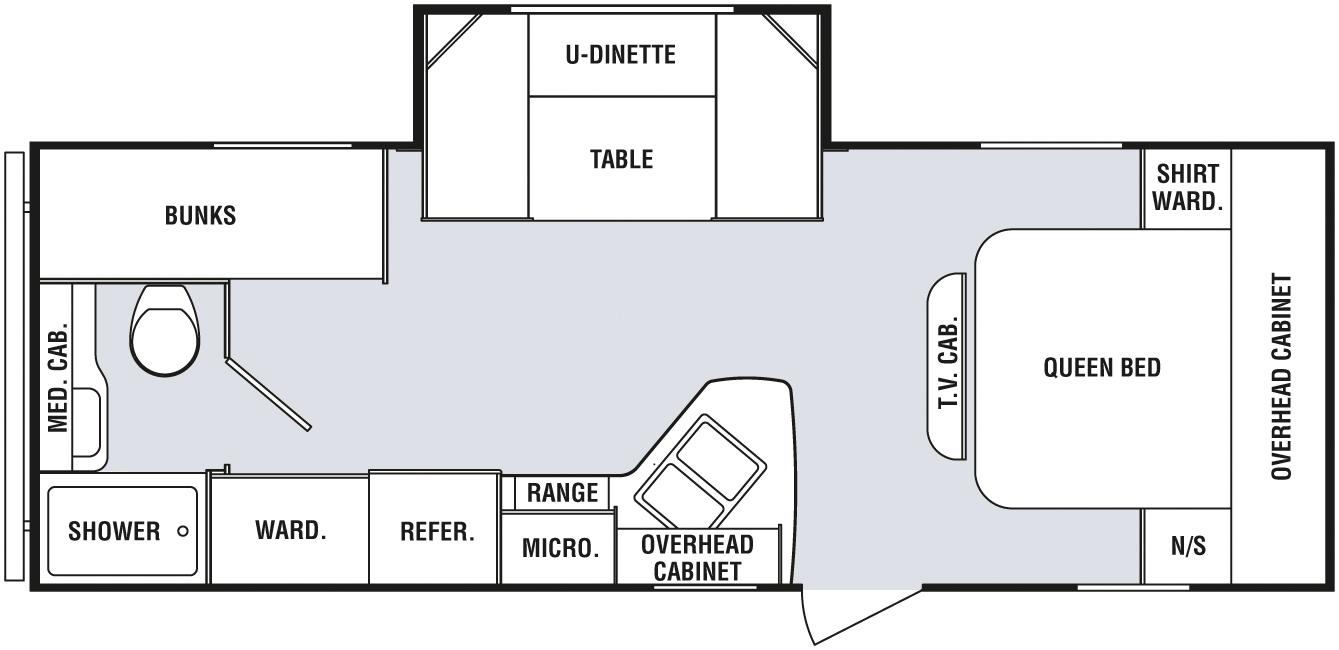 U-DINETTE
TABLE
BUNKS
SHIRT
WARD.
MED. CAB.
T.V. CAB.
QUEEN BED
OVERHEAD CABINET
SHOWER
WARD.
REFER.
RANGE
MICRO.
OVERHEAD
CABINET
N/S